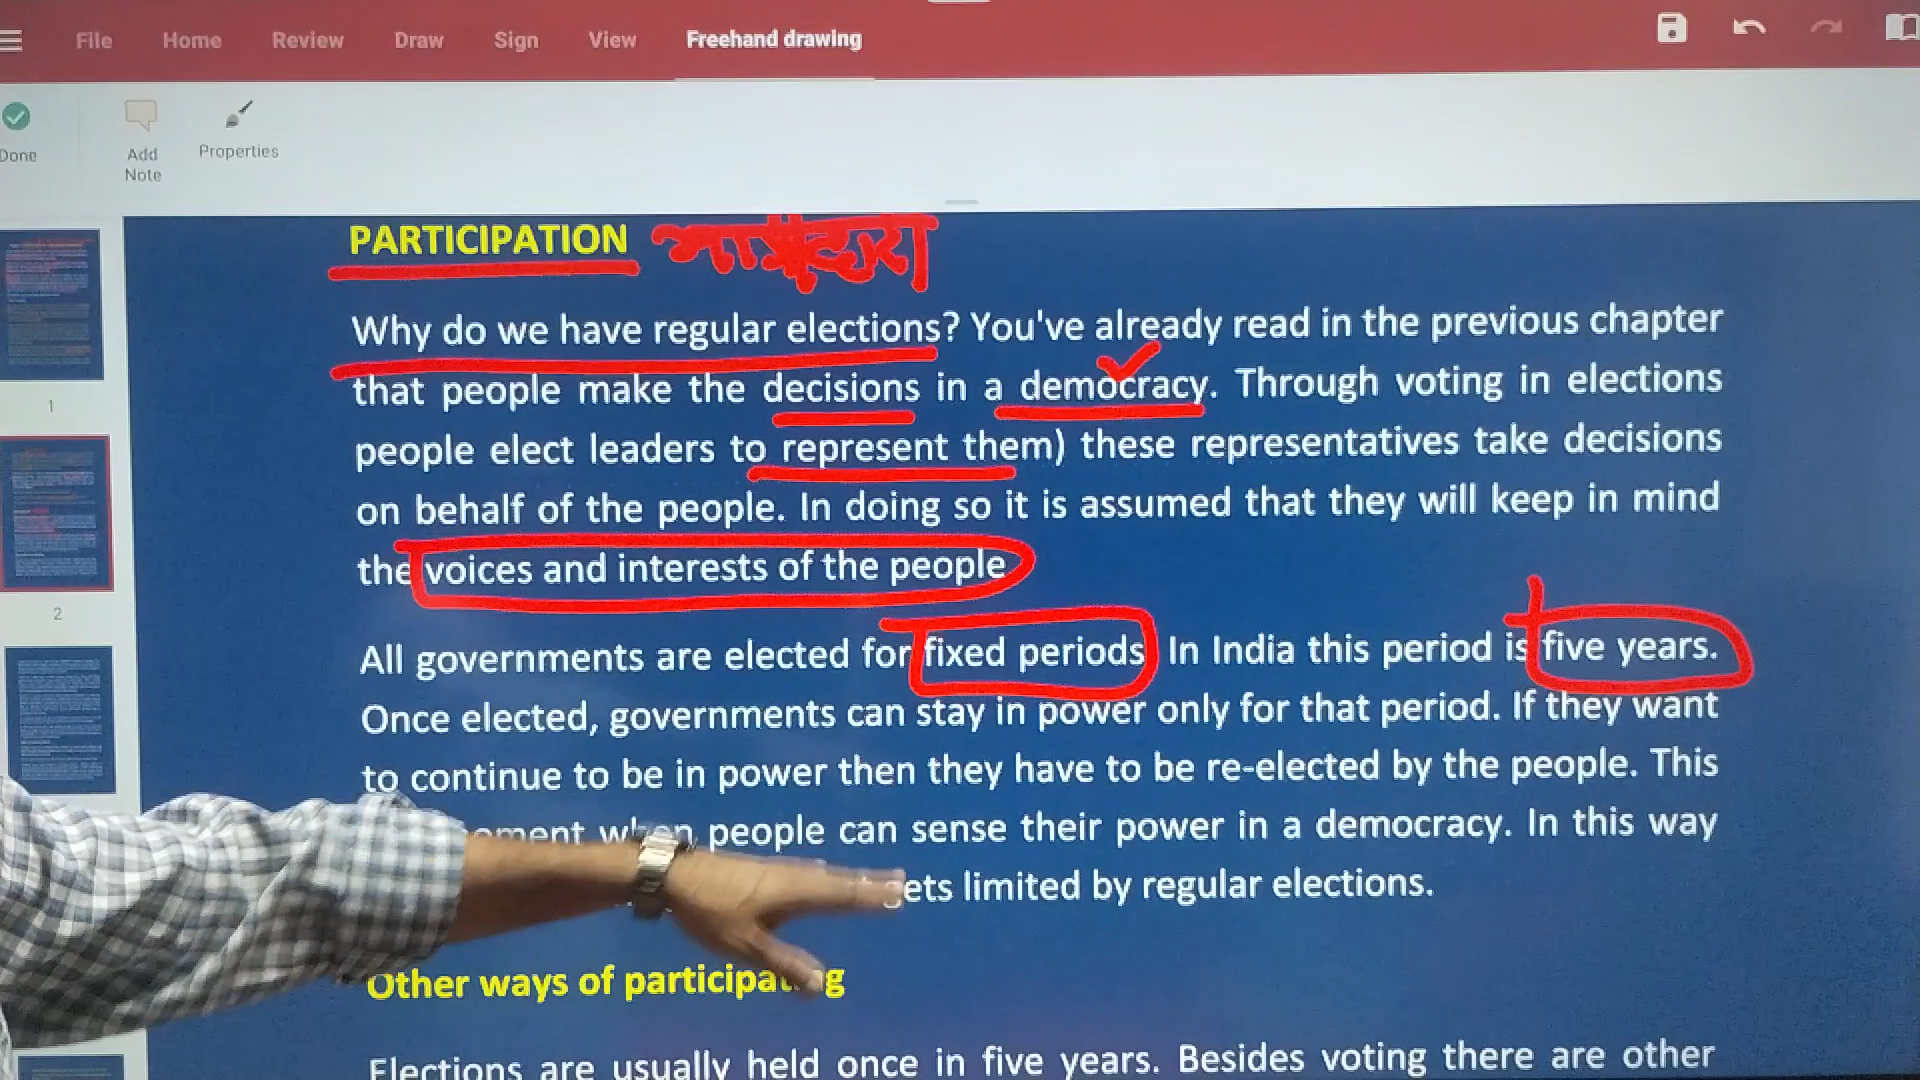 File Home Review Draw Sign View Freehand drawing
Done Add Note Properties
PARTICIPATION
Why do we have regular elections? You've already read in the previous chapter
that people make the decisions in a democracy. Through voting in elections
people elect leaders to represent them) these representatives take decisions
on behalf of the people. In doing so it is assumed that they will keep in mind
the voices and interests of the people
All governments are elected for fixed periods In India this period is five years.
Once elected, governments can stay in power only for that period. If they want
to continue to be in power then they have to be re-elected by the people. This
people can sense their power in a democracy. In this way
limited by regular elections.
Other ways of participating
Elections are usually held once in five years. Besides voting there are other
1
2